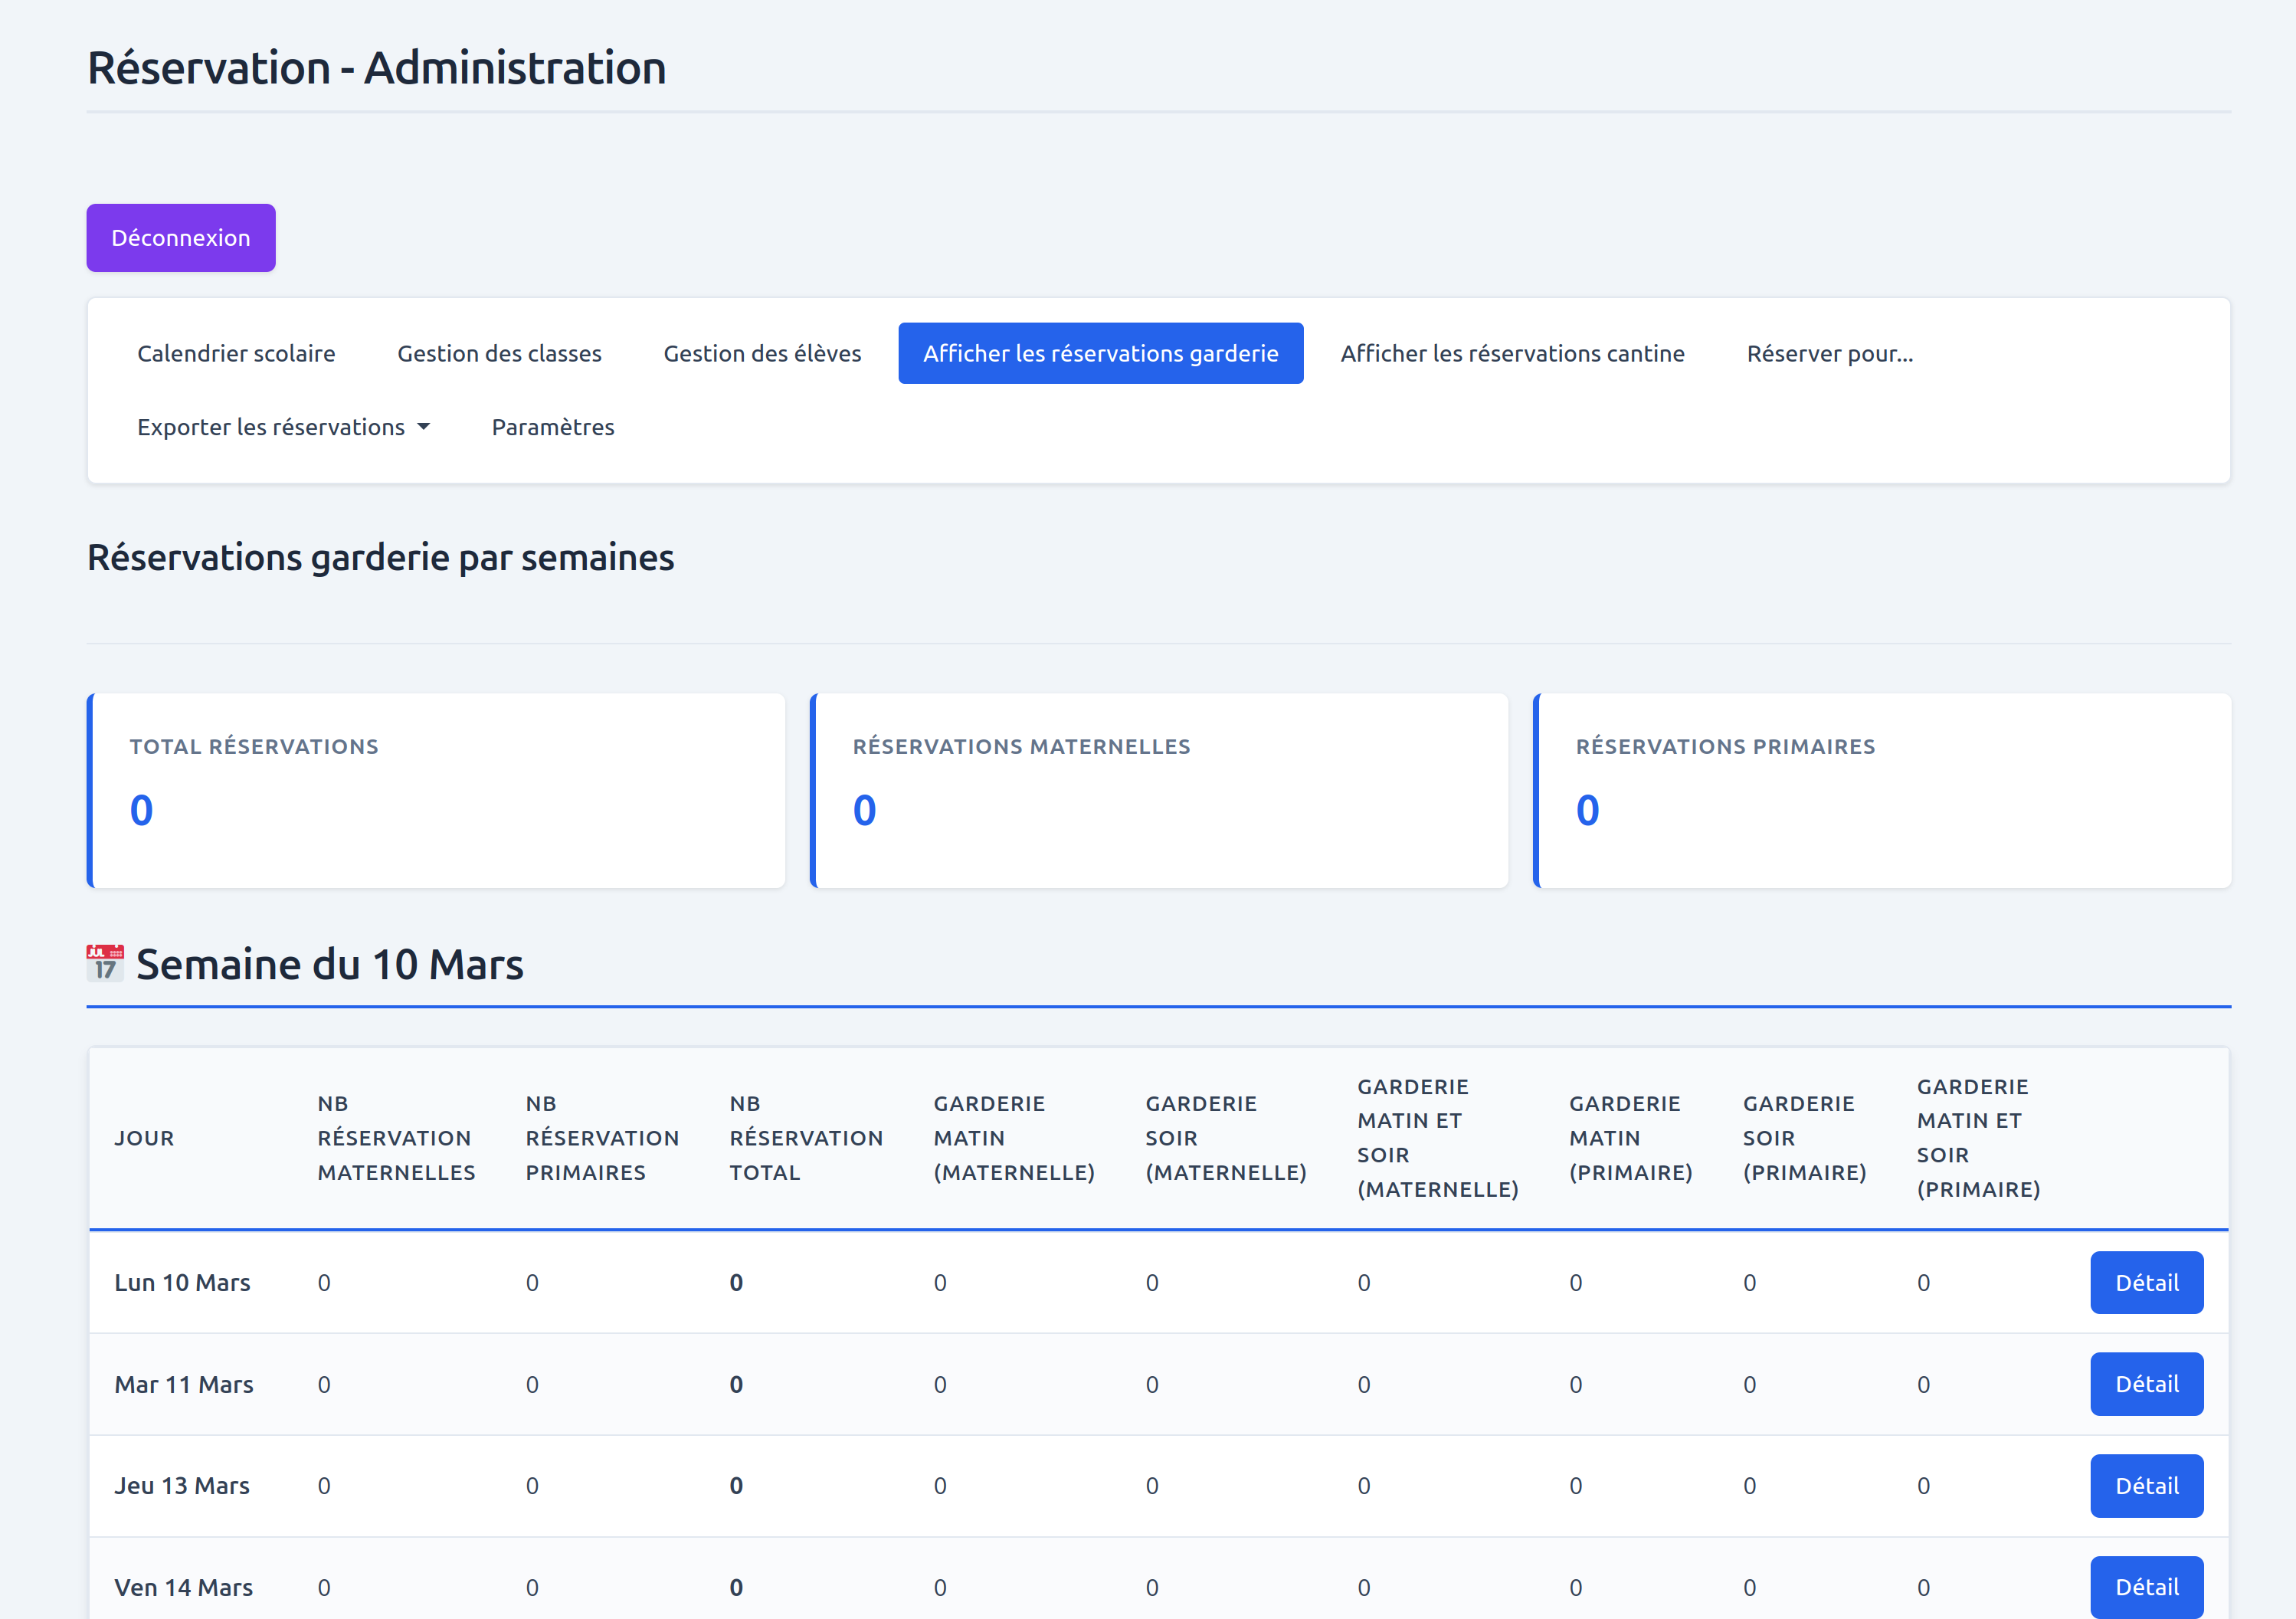 Réservation - Administration
Déconnexion
Calendrier scolaire Gestion des classes Gestion des élèves Afficher les réservations garderie Afficher les réservations cantine Réserver pour...
Exporter les réservations Paramètres
Réservations garderie par semaines
TOTAL RÉSERVATIONS
0
RÉSERVATIONS MATERNELLES
0
RÉSERVATIONS PRIMAIRES
0
JUL 17 Semaine du 10 Mars
JOUR
NB
RÉSERVATION
MATERNELLES
NB
RÉSERVATION
PRIMAIRES
NB
RÉSERVATION
TOTAL
GARDERIE
MATIN
(MATERNELLE)
GARDERIE
SOIR
(MATERNELLE)
GARDERIE
MATIN ET
SOIR
(MATERNELLE)
GARDERIE
MATIN
(PRIMAIRE)
GARDERIE
SOIR
(PRIMAIRE)
GARDERIE
MATIN ET
SOIR
(PRIMAIRE)
Lun 10 Mars 0 0 0 0 0 0 0 0 0 Détail
Mar 11 Mars 0 0 0 0 0 0 0 0 0 Détail
Jeu 13 Mars 0 0 0 0 0 0 0 0 0 Détail
Ven 14 Mars 0 0 0 0 0 0 0 0 0 Détail